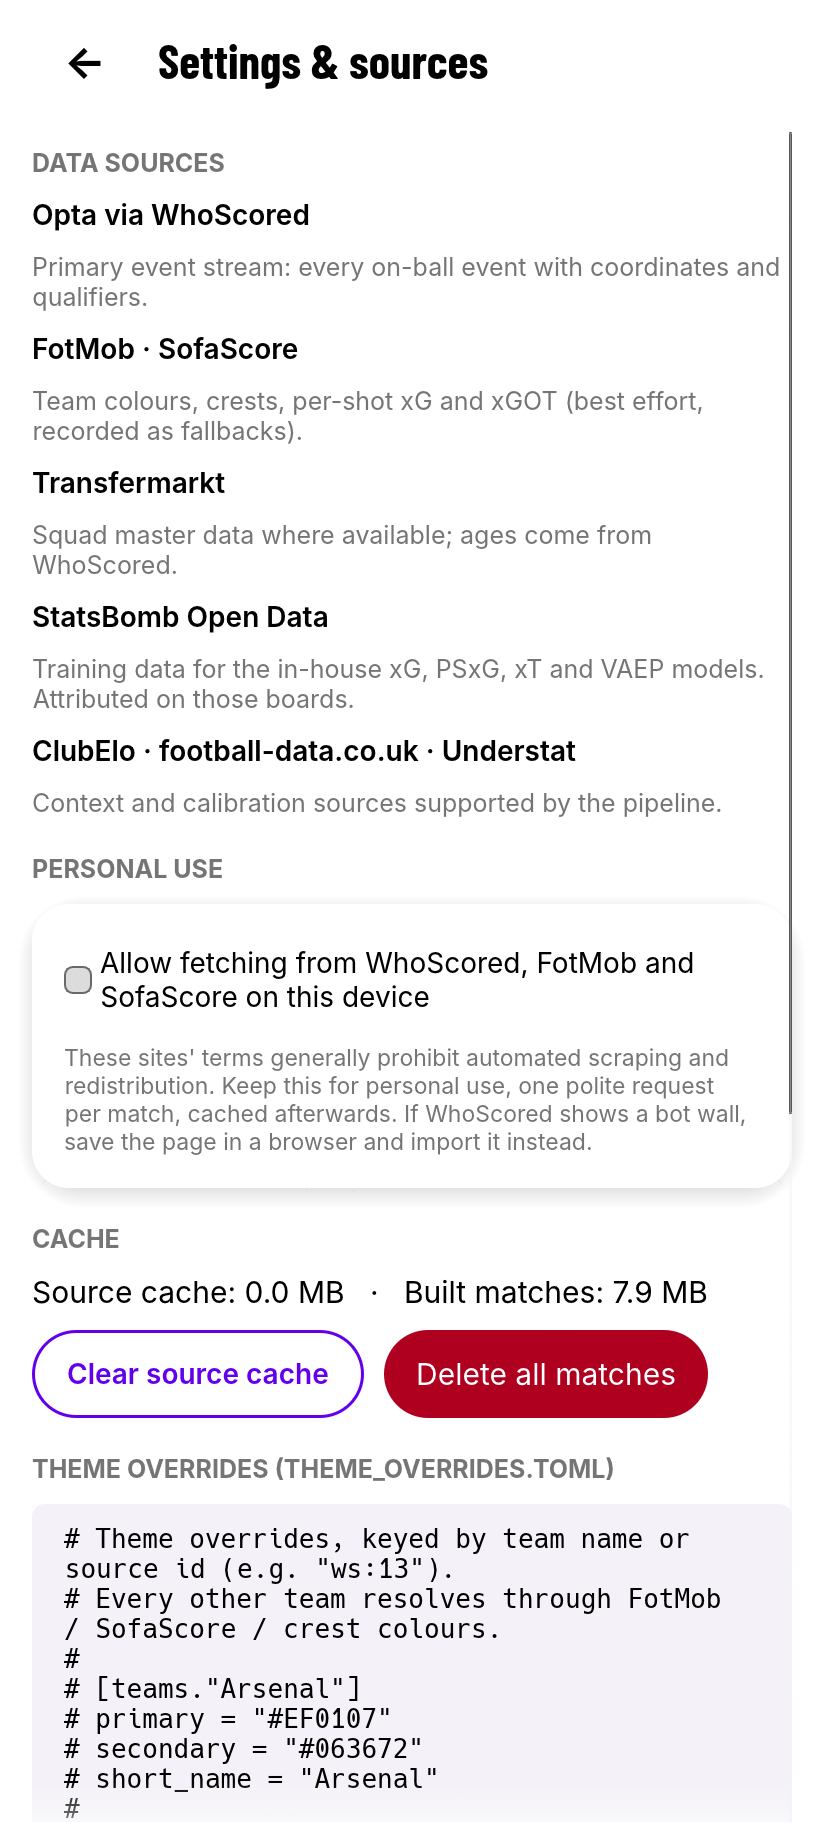 Settings & sources
DATA SOURCES
Opta via WhoScored
Primary event stream: every on-ball event with coordinates and
qualifiers.
FotMob · SofaScore
Team colours, crests, per-shot xG and xGOT (best effort,
recorded as fallbacks).
Transfermarkt
Squad master data where available; ages come from
WhoScored.
StatsBomb Open Data
Training data for the in-house xG, PSxG, xT and VAEP models.
Attributed on those boards.
ClubElo · football-data.co.uk · Understat
Context and calibration sources supported by the pipeline.
PERSONAL USE
Allow fetching from WhoScored, FotMob and
SofaScore on this device
These sites' terms generally prohibit automated scraping and
redistribution. Keep this for personal use, one polite request
per match, cached afterwards. If WhoScored shows a bot wall,
save the page in a browser and import it instead.
CACHE
Source cache: 0.0 MB · Built matches: 7.9 MB
Clear source cache Delete all matches
THEME OVERRIDES (THEME_OVERRIDES.TOML)
# Theme overrides, keyed by team name or
source id (e.g. "ws:13").
# Every other team resolves through FotMob
/ SofaScore / crest colours.
#
# [teams."Arsenal"]
# primary = "#EF0107"
# secondary = "#063672"
# short_name = "Arsenal"
#